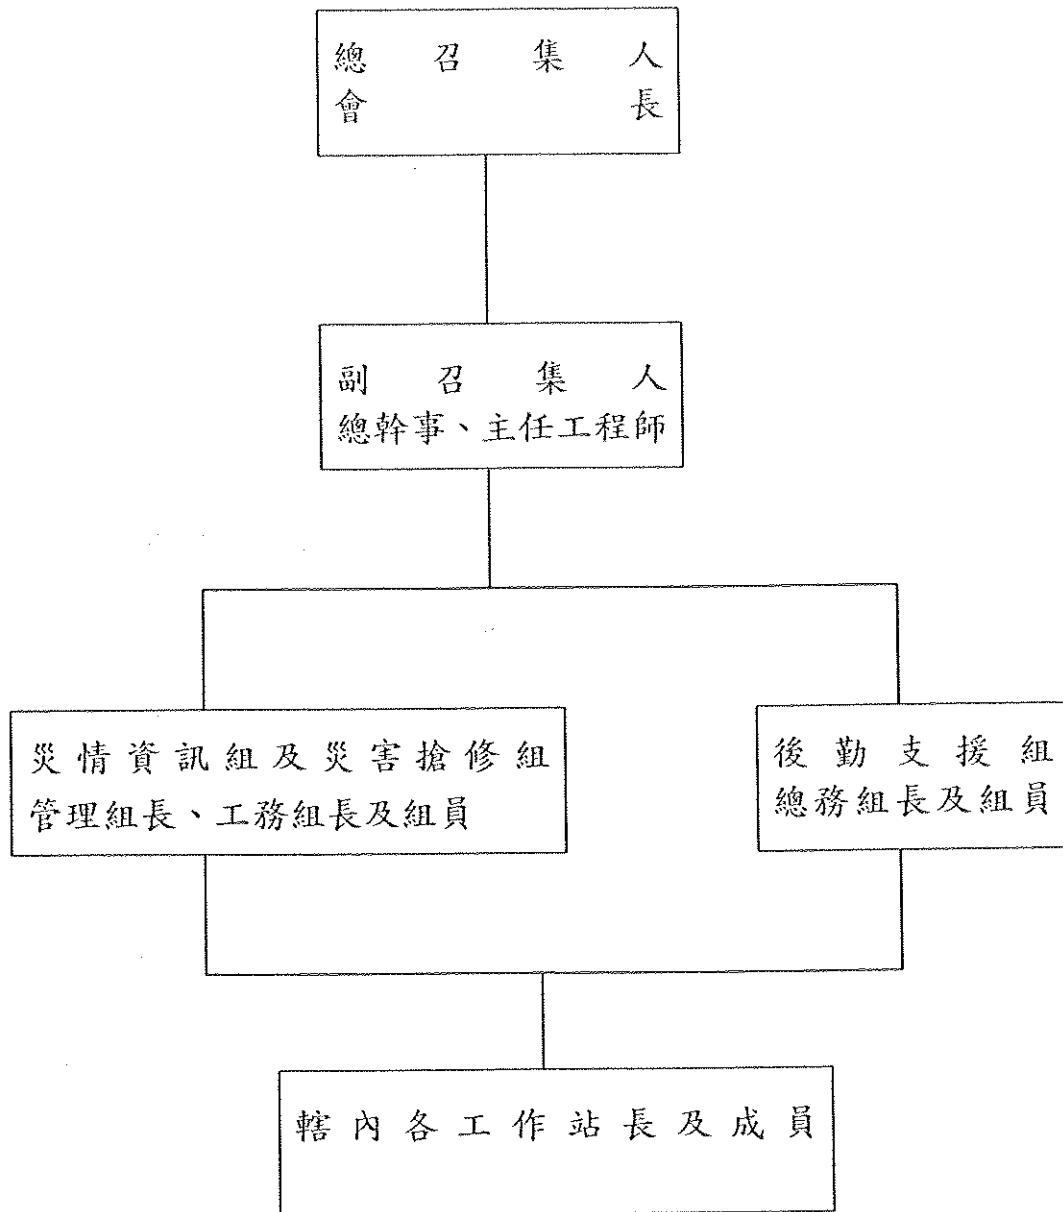 總召集人
會長
副召集人
總幹事、主任工程師
災情資訊組及災害搶修組
管理組長、工務組長及組員
後勤支援組
總務組長及組員
轄內各工作站長及成員